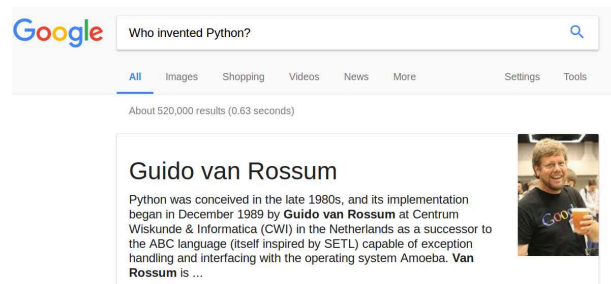 Google
Who invented Python?
All Images Shopping Videos News More Settings Tools
About 520,000 results (0.63 seconds)
Guido van Rossum
Python was conceived in the late 1980s, and its implementation
began in December 1989 by Guido van Rossum at Centrum
Wiskunde & Informatica (CWI) in the Netherlands as a successor to
the ABC language (itself inspired by SETL) capable of exception
handling and interfacing with the operating system Amoeba. Van
Rossum is ...